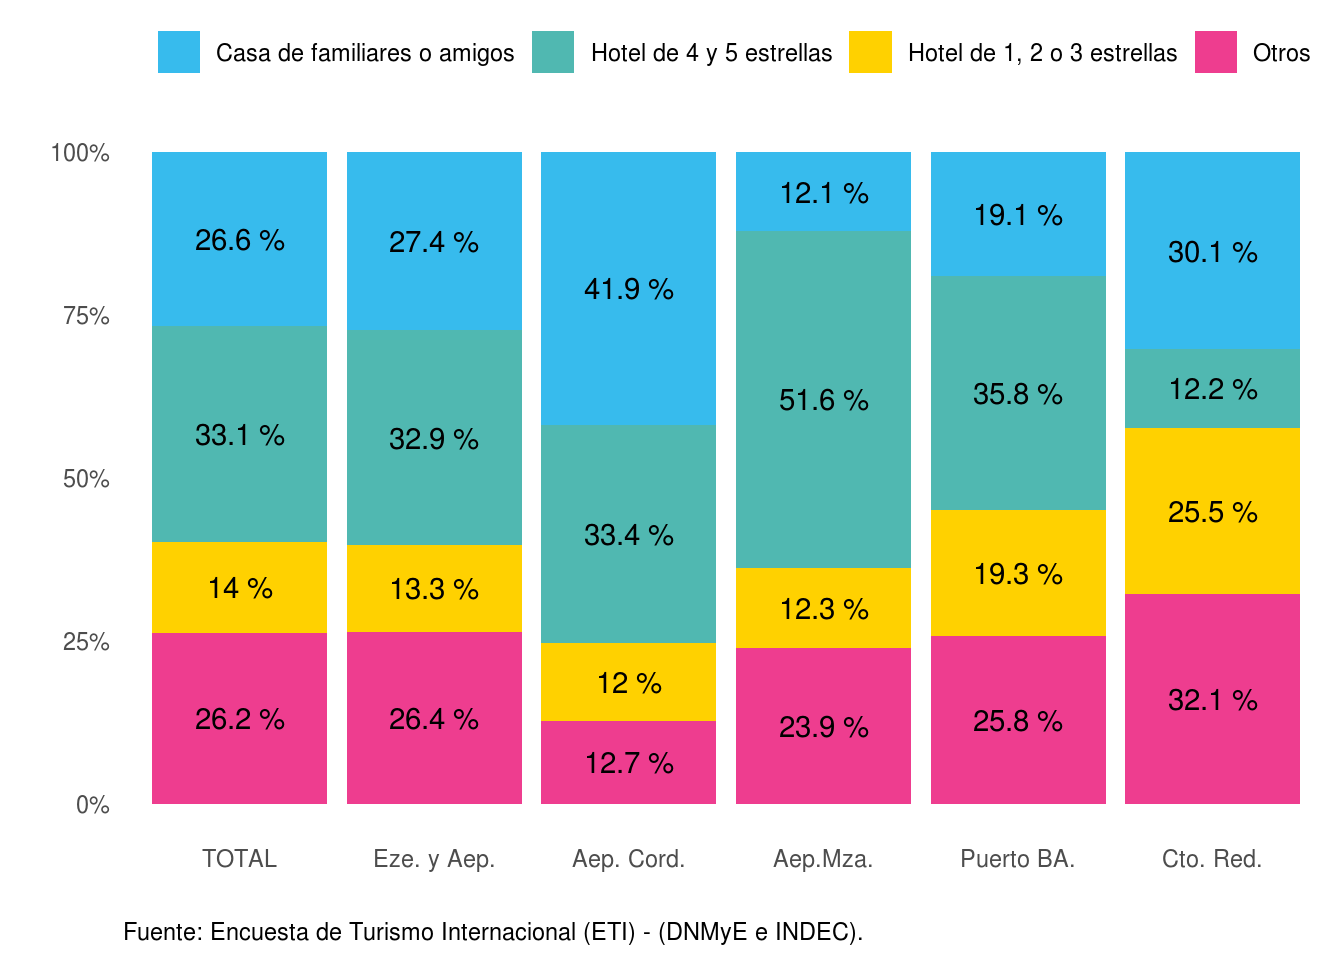 Casa de familiares o amigos Hotel de 4 y 5 estrellas Hotel de 1, 2 o 3 estrellas Otros
100%
75%
50%
25%
0%
26.6 % 27.4 % 41.9 % 12.1 % 19.1 % 30.1 %
33.1 % 32.9 % 33.4 % 51.6 % 35.8 % 12.2 %
14 % 13.3 % 12 % 12.3 % 19.3 % 25.5 %
26.2 % 26.4 % 12.7 % 23.9 % 25.8 % 32.1 %
TOTAL Eze. y Aep. Aep. Cord. Aep.Mza. Puerto BA. Cto. Red.
Fuente: Encuesta de Turismo Internacional (ETI) - (DNMyE e INDEC).